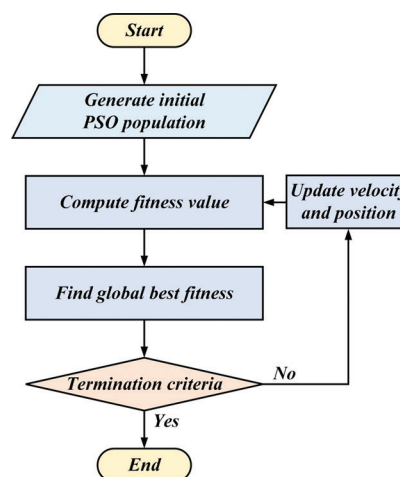 Start
Generate initial
PSO population
Compute fitness value
Update velocity
and position
Find global best fitness
Termination criteria
No
Yes
End